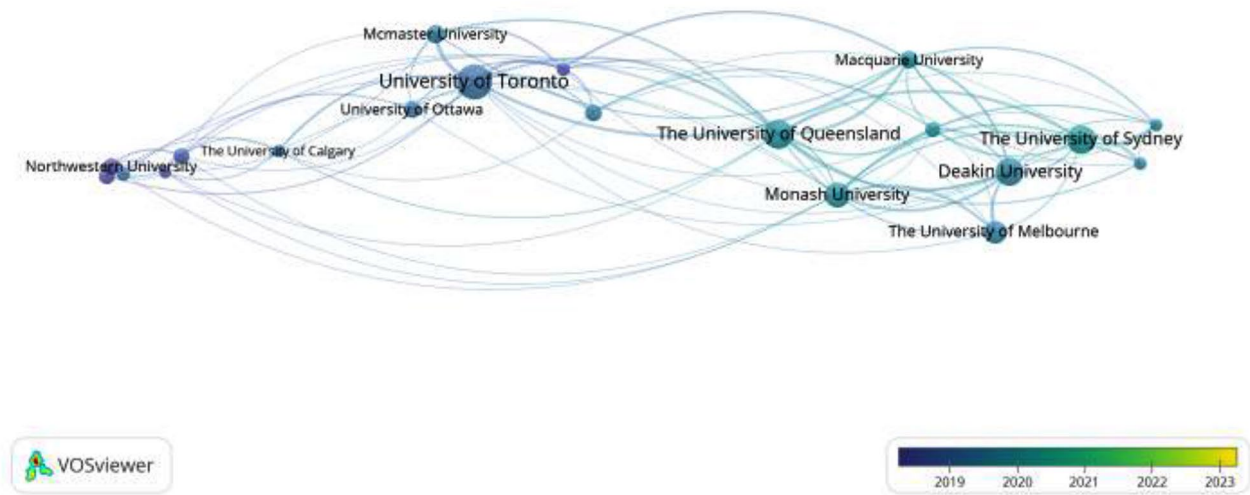 Mcmaster University
Macquarie University
University of Toronto
University of Ottawa
The University of Queensland
The University of Sydney
The University of Calgary
Northwestern University
Deakin University
Monash University
The University of Melbourne
VOSviewer
2019 2020 2021 2022 2023